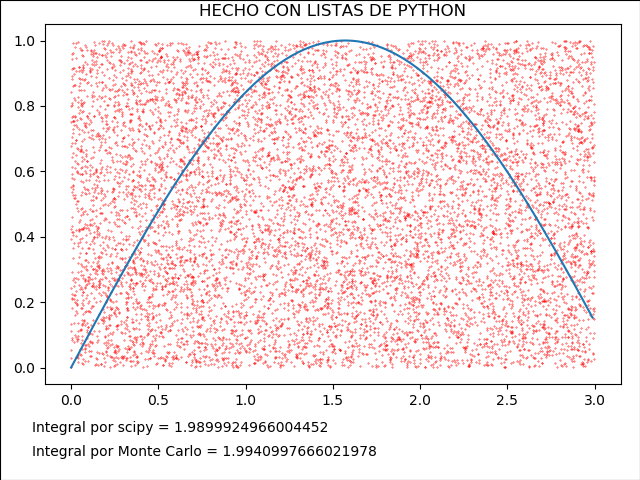 HECHO CON LISTAS DE PYTHON
1.0
0.8
0.6
0.4
0.2
0.0
0.0 0.5 1.0 1.5 2.0 2.5 3.0
Integral por scipy = 1.9899924966004452
Integral por Monte Carlo = 1.9940997666021978